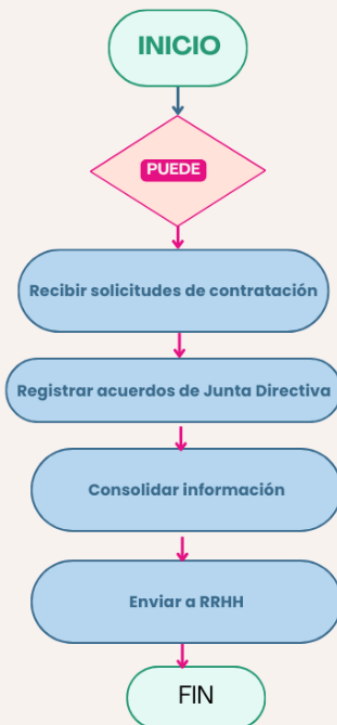 INICIO
PUEDE
Recibir solicitudes de contratación
Registrar acuerdos de Junta Directiva
Consolidar información
Enviar a RRHH
FIN